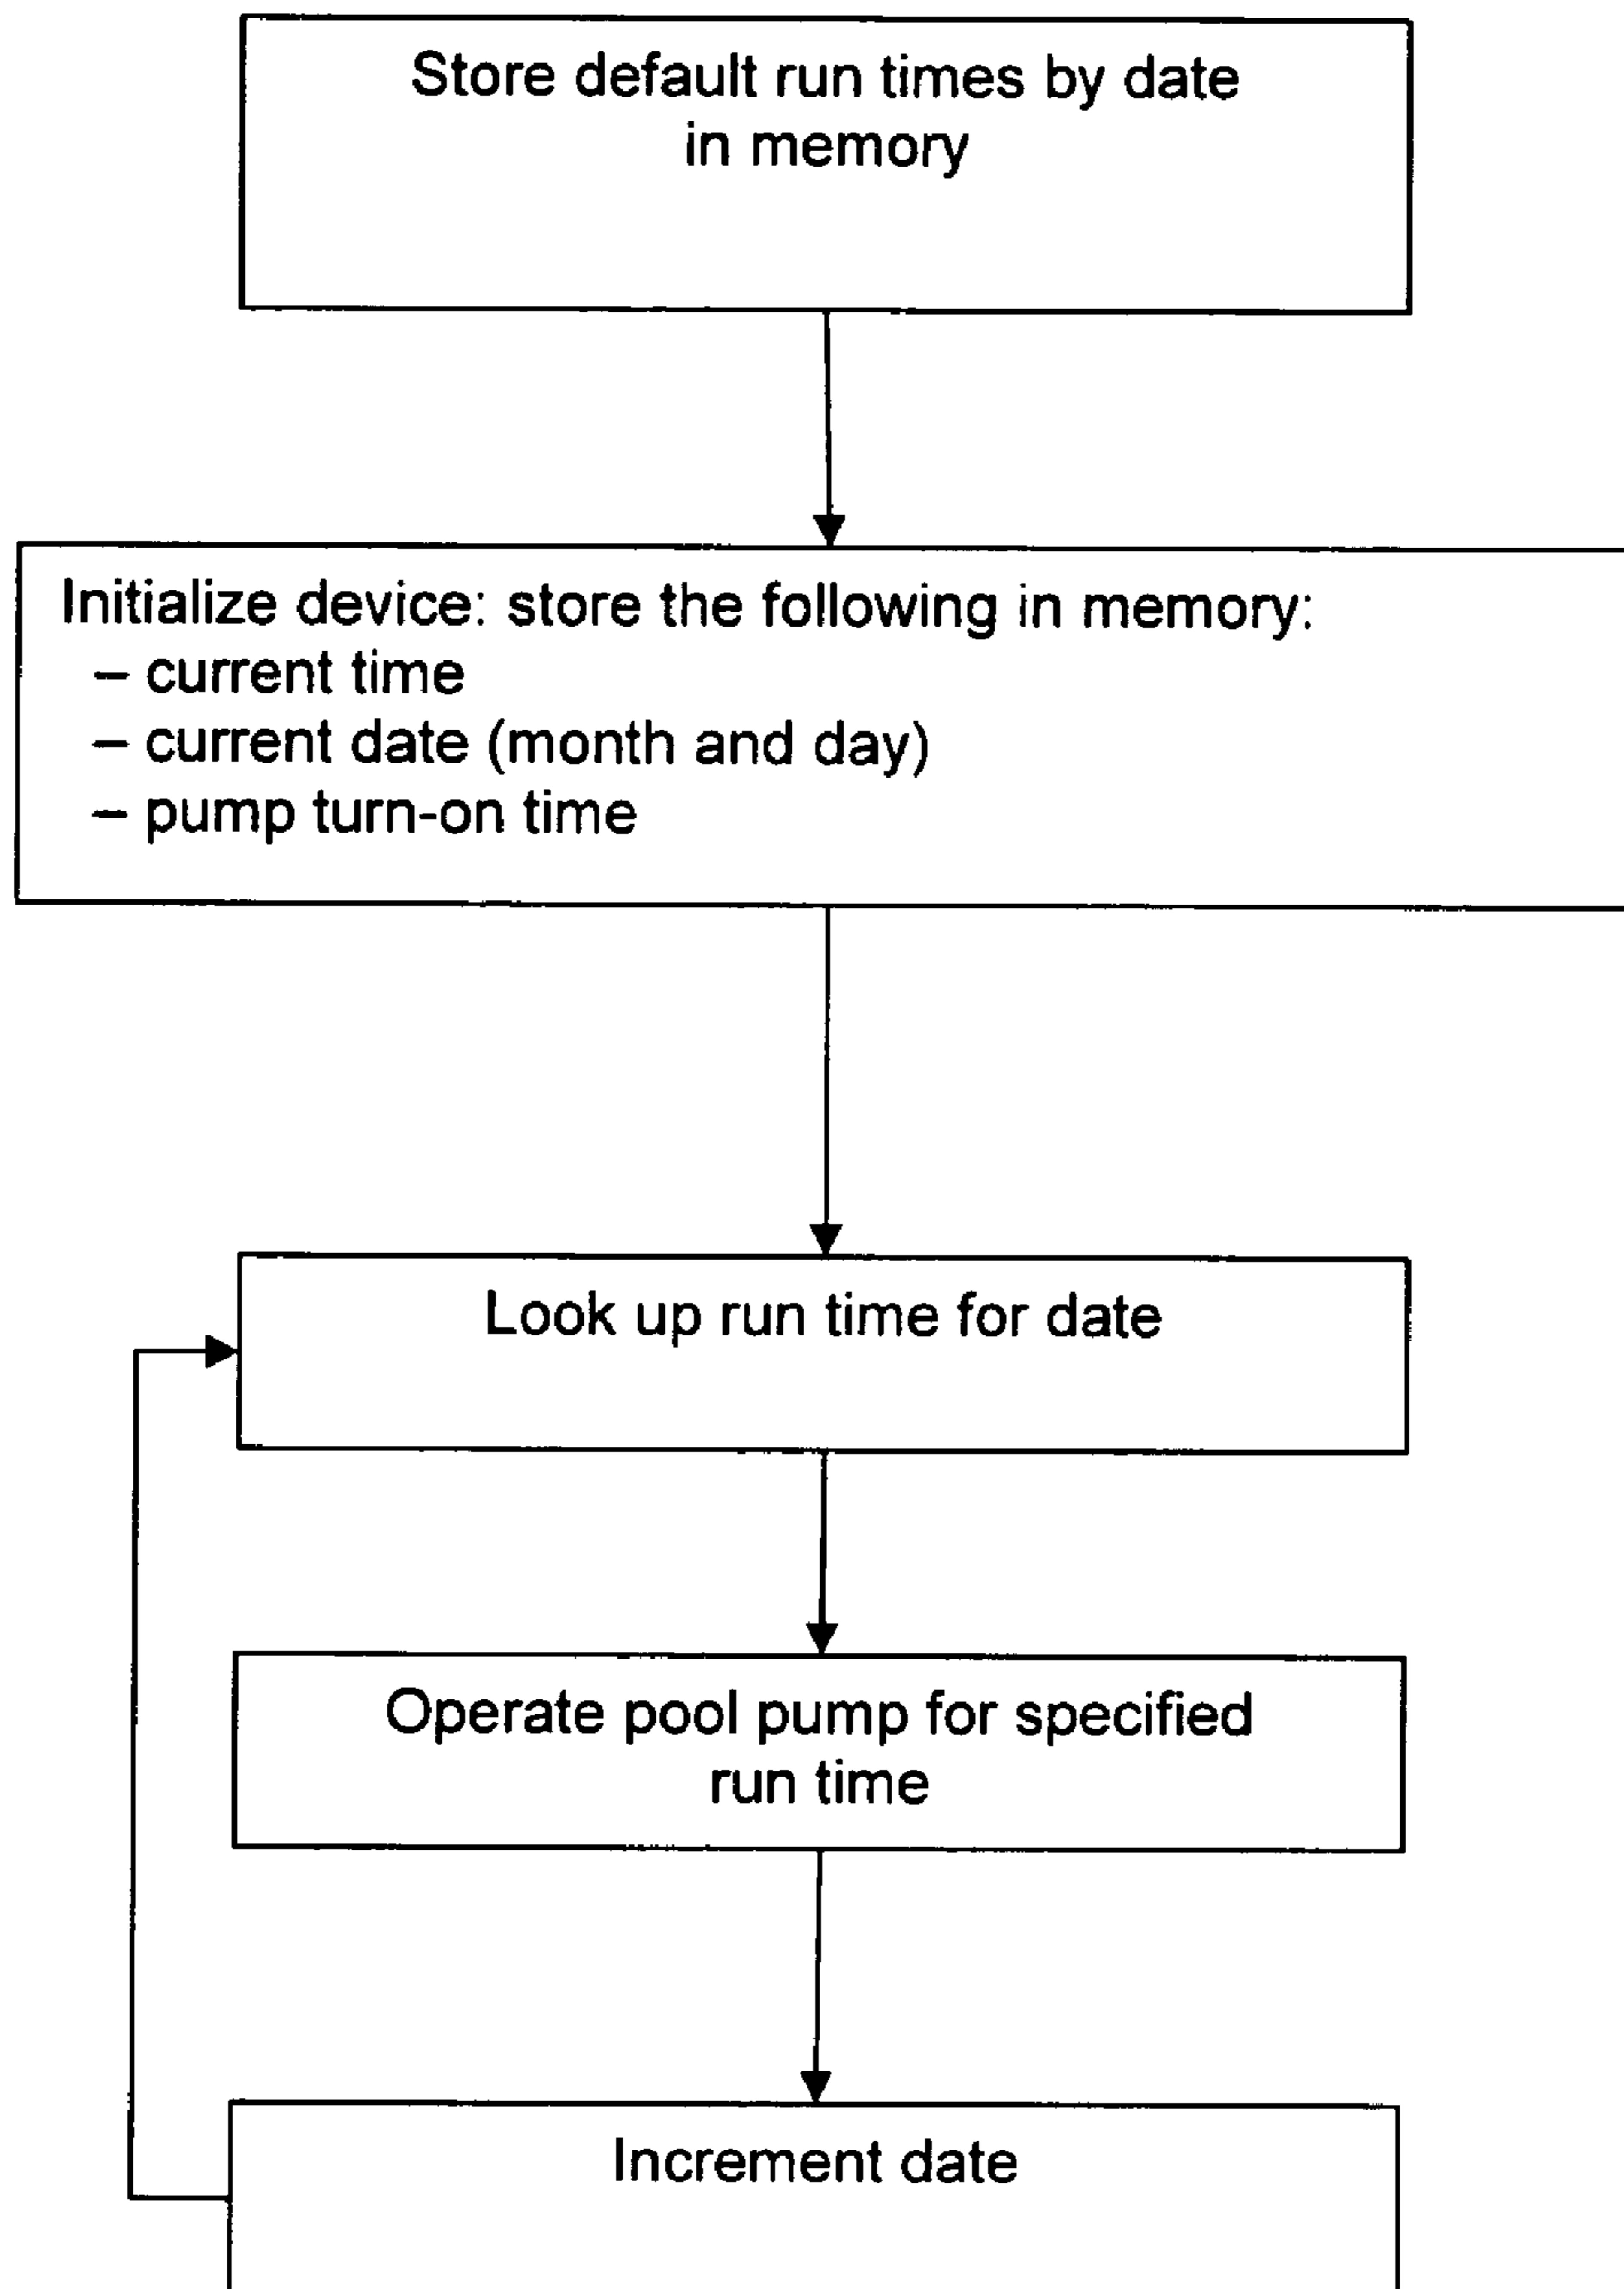 Store default run times by date
in memory
Initialize device: store the following in memory:
– current time
– current date (month and day)
– pump turn-on time
Look up run time for date
Operate pool pump for specified
run time
Increment date